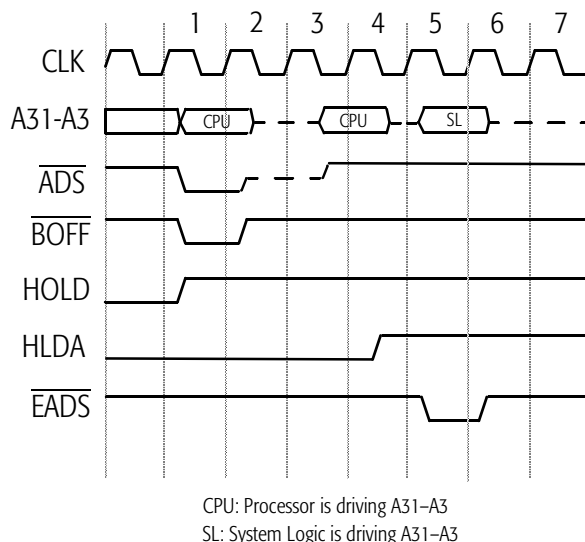 1 2 3 4 5 6 7
CLK
A31-A3 CPU CPU SL
ADS
BOFF
HOLD
HLDA
EADS
CPU: Processor is driving A31–A3
SL: System Logic is driving A31–A3